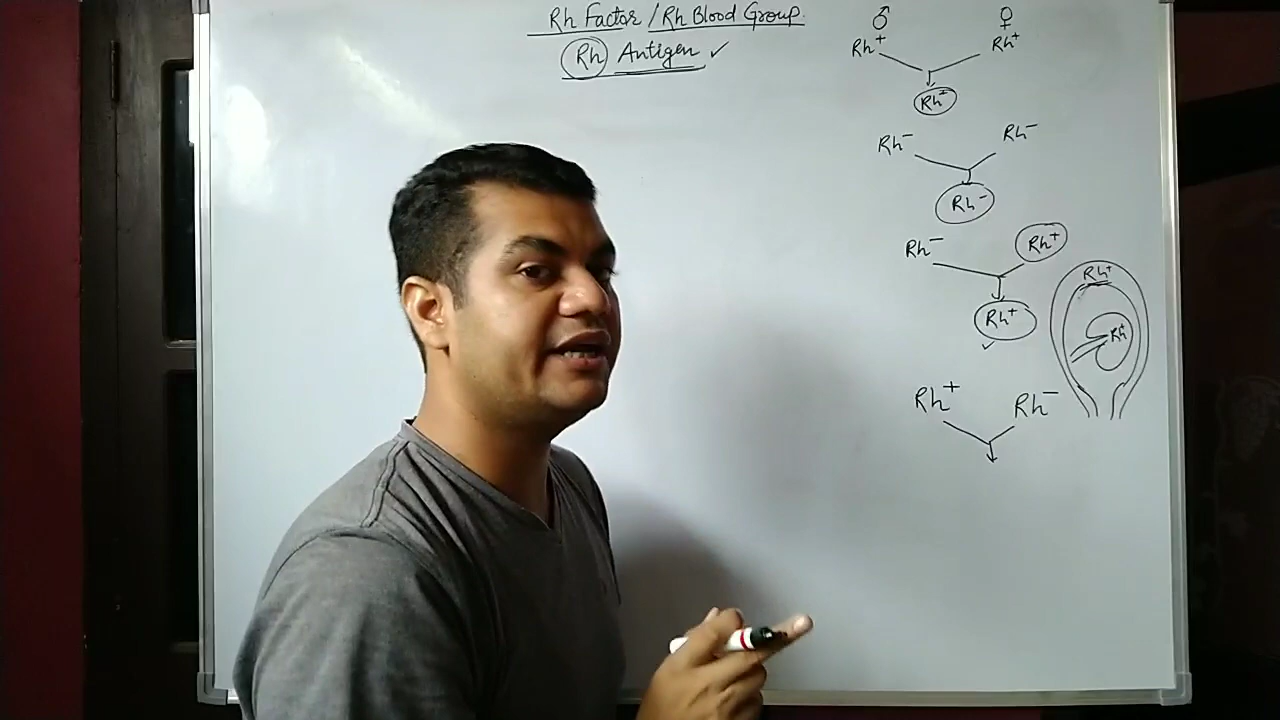 Rh Factor / Rh Blood Group
Rh Antigen ✓
♂ ♀
Rh⁺ Rh⁺
Rh⁺
Rh⁻ Rh⁻
Rh⁻
Rh⁻ Rh⁺
Rh⁺
✓
Rh⁺
Rh⁺
Rh⁺ Rh⁻